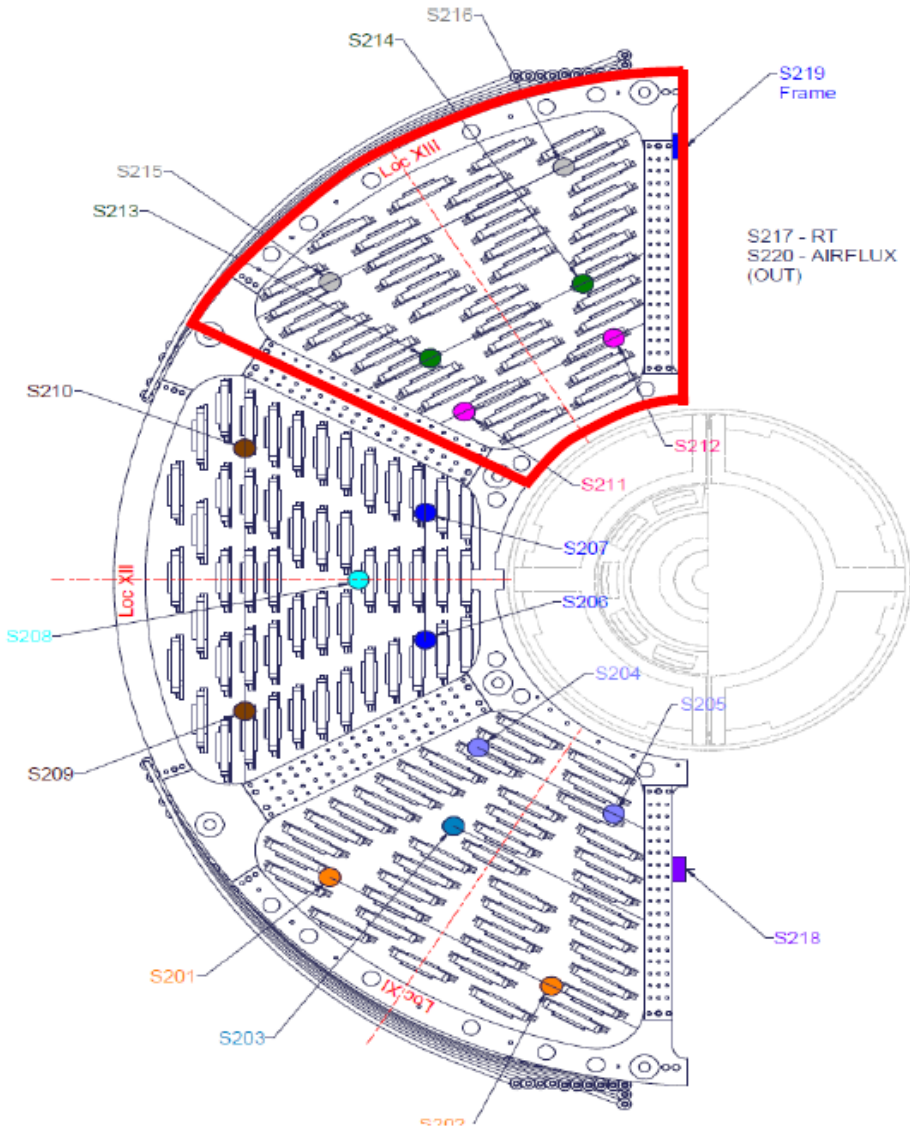 S216
S214
S219
Frame
Loc XIII
S215
S213
S217 - RT
S220 - AIRFLUX
(OUT)
S210
S212
S211
S207
Loc XII
S206
S208
S204
S205
S209
S218
S201
Loc XI
S203
S202